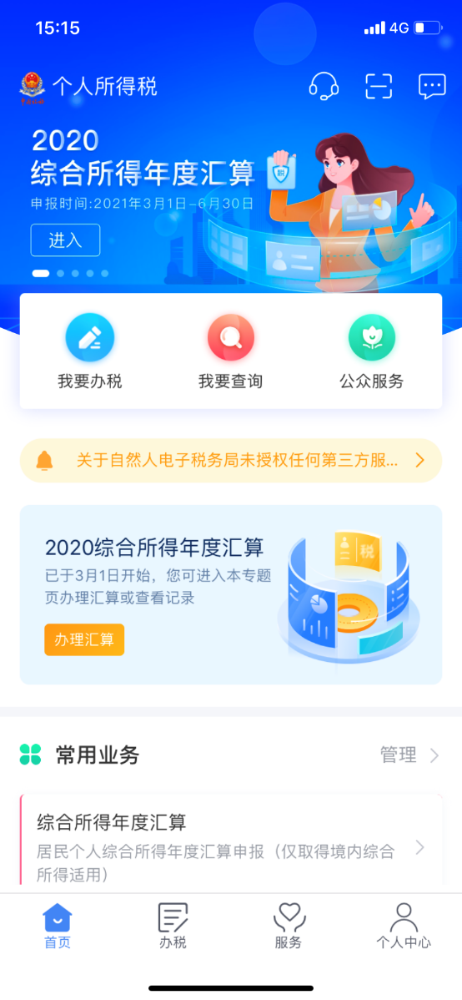 15:15
4G
个人所得税
2020
综合所得年度汇算
税
申报时间:2021年3月1日-6月30日
进入
我要办税
我要查询
公众服务
关于自然人电子税务局未授权任何第三方服...
2020综合所得年度汇算
税
已于3月1日开始，您可进入本专题
页办理汇算或查看记录
办理汇算
常用业务
管理
综合所得年度汇算
居民个人综合所得年度汇算申报（仅取得境内综合
所得适用）
首页
办税
服务
个人中心